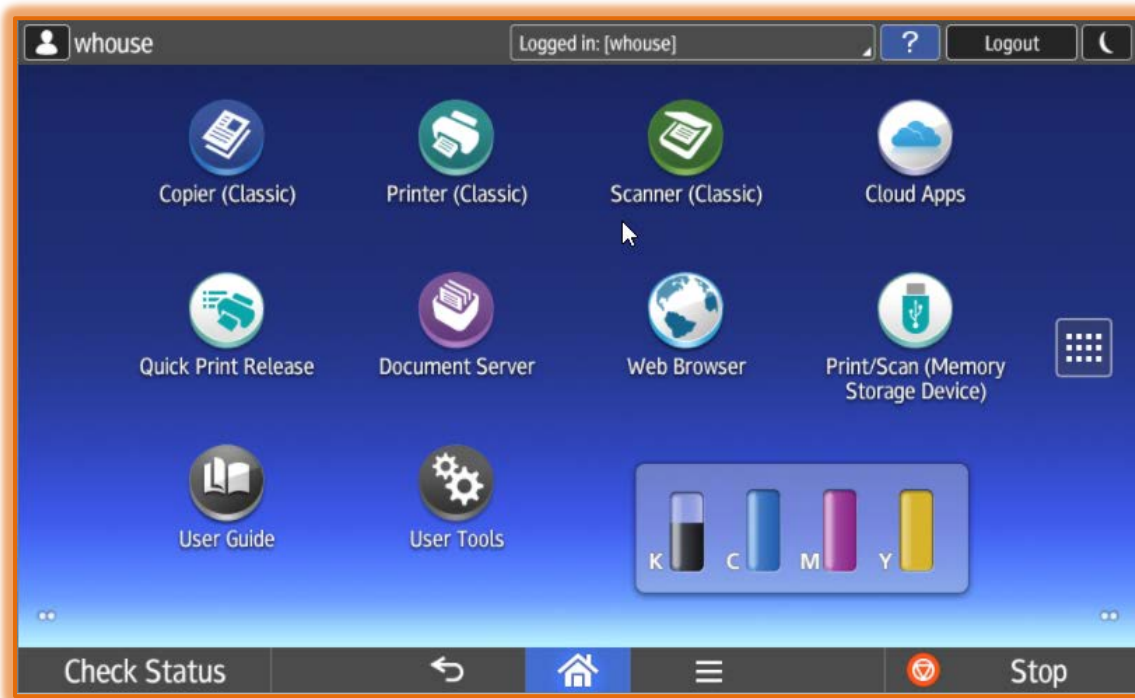 whouse
Logged in: [whouse]
?
Logout
Copier (Classic)
Printer (Classic)
Scanner (Classic)
Cloud Apps
Quick Print Release
Document Server
Web Browser
Print/Scan (Memory
Storage Device)
User Guide
User Tools
K C M Y
Check Status
Stop